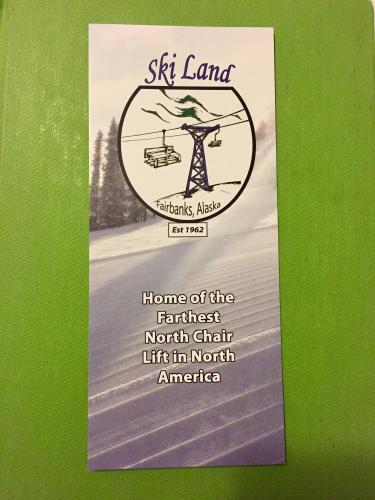 Ski Land
Fairbanks, Alaska
Est 1962
Home of the
Farthest
North Chair
Lift in North
America